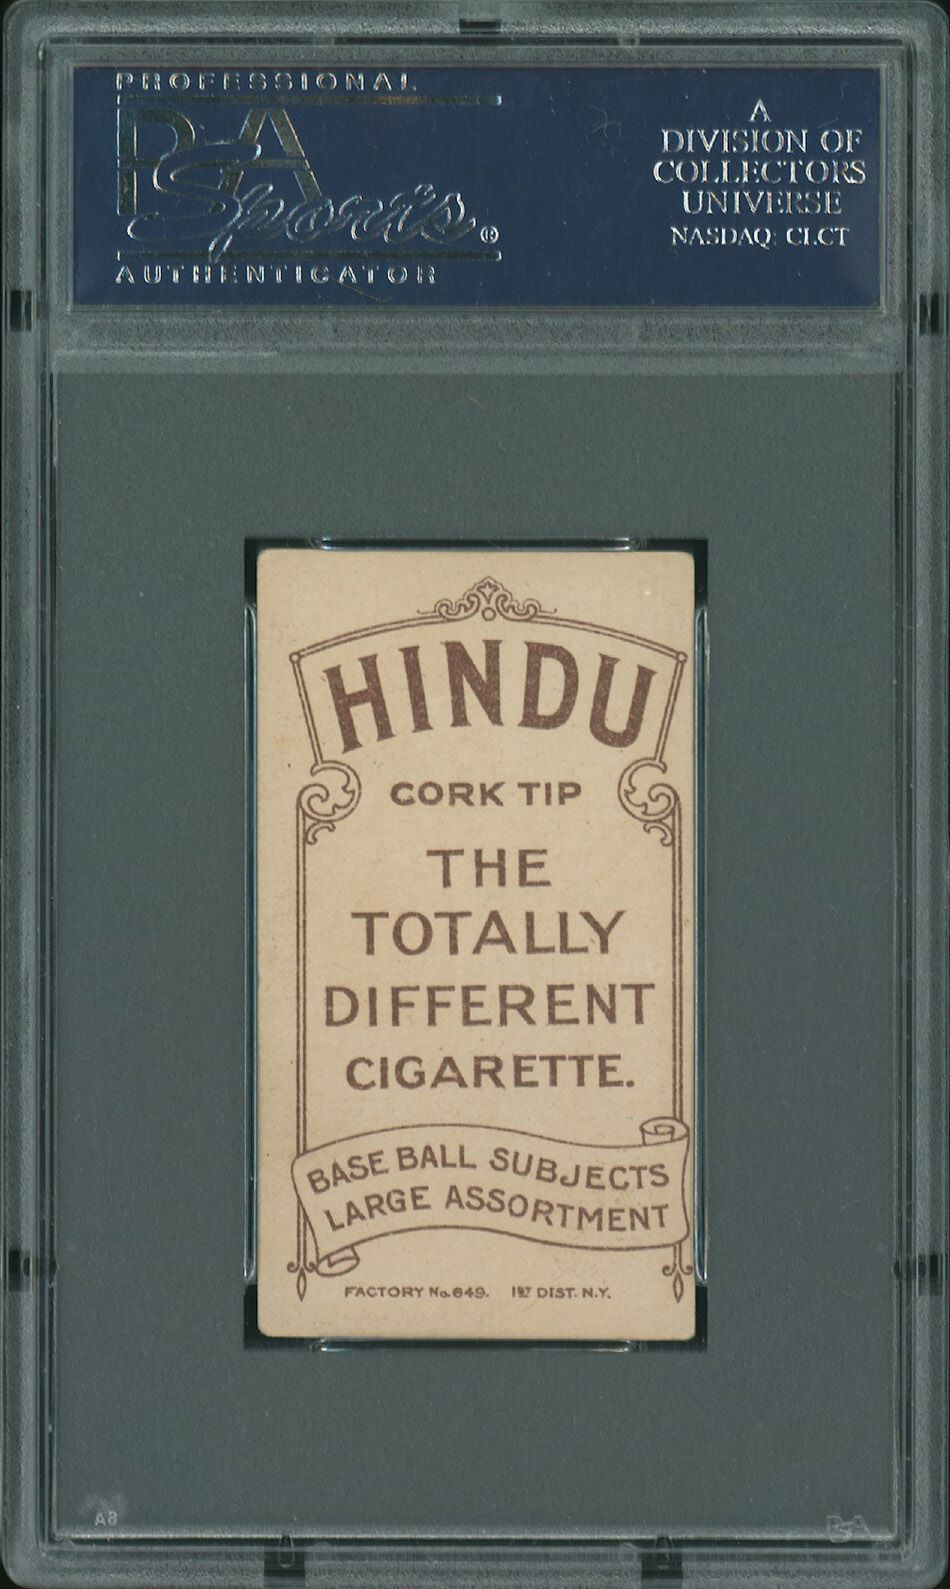 PROFESSIONAL
PSA
Sports®
AUTHENTICATOR
A
DIVISION OF
COLLECTORS
UNIVERSE
NASDAQ: CLCT
HINDU
CORK TIP
THE
TOTALLY
DIFFERENT
CIGARETTE.
BASE BALL SUBJECTS
LARGE ASSORTMENT
FACTORY No. 649. 1ST DIST. N.Y.
PSA